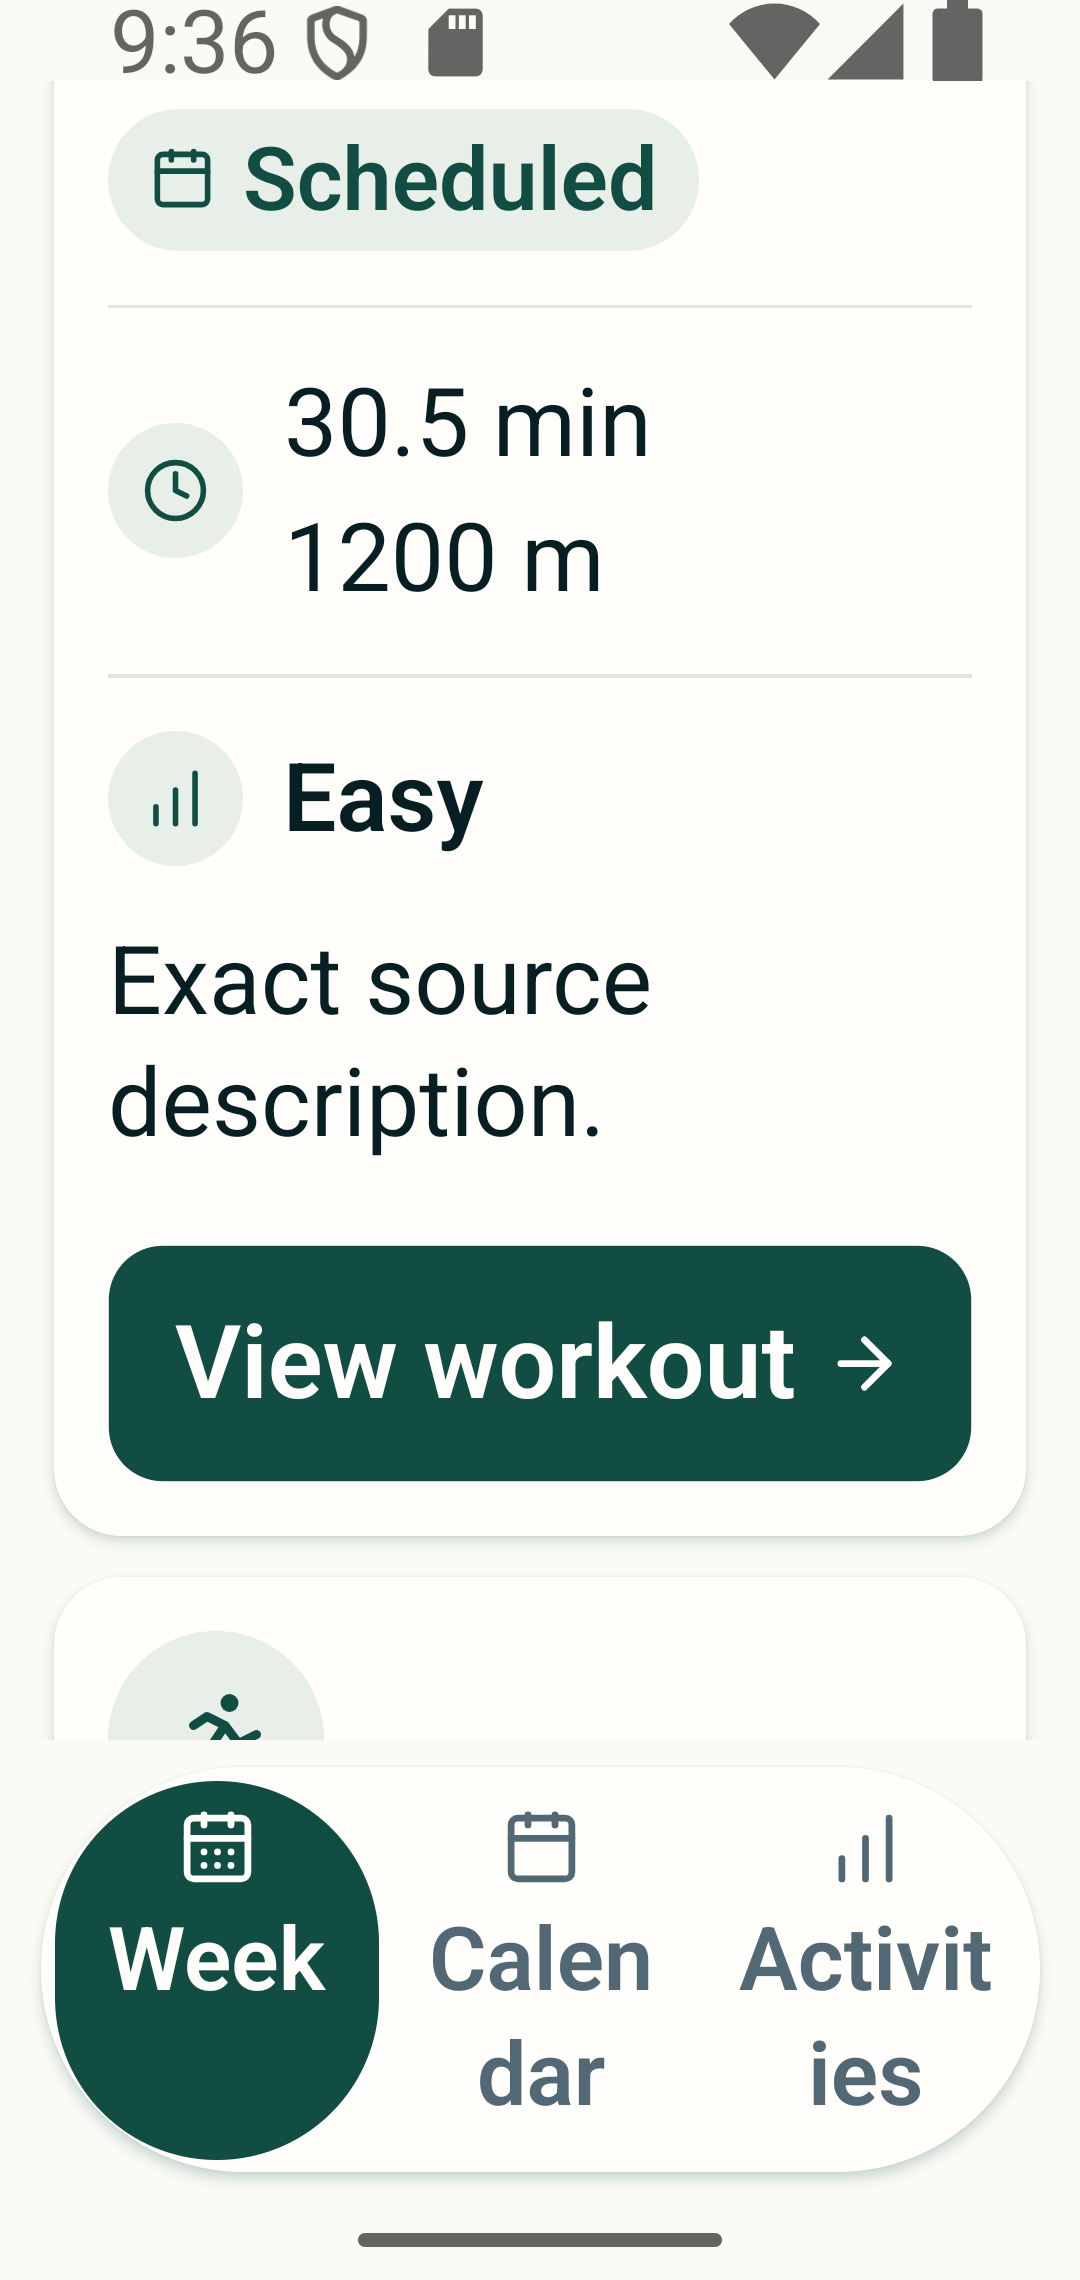 9:36
Scheduled
30.5 min
1200 m
Easy
Exact source
description.
View workout
Week
Calen
dar
Activit
ies